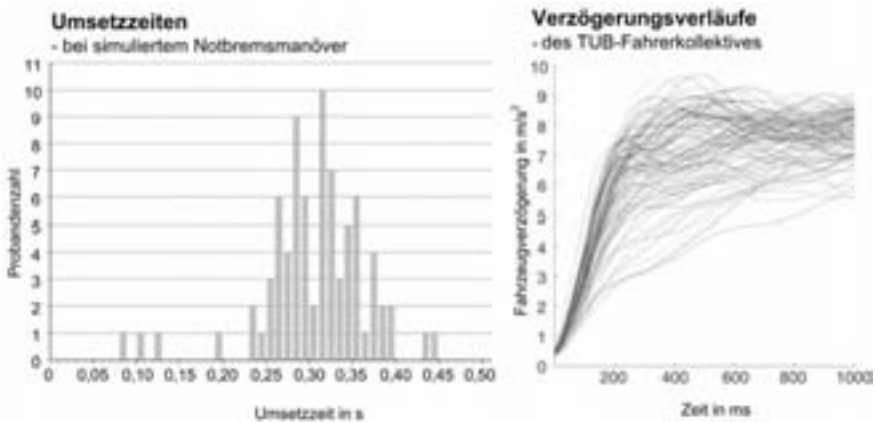 Umsetzzeiten
- bei simuliertem Notbremsmanöver
Probandenzahl
11
10
9
8
7
6
5
4
3
2
1
0
0 0,05 0,10 0,15 0,20 0,25 0,30 0,35 0,40 0,45 0,50
Umsetzzeit in s
Verzögerungsverläufe
- des TUB-Fahrerkollektives
Fahrzeugverzögerung in m/s²
10
9
8
7
6
5
4
3
2
1
0
200 400 600 800 1000
Zeit in ms